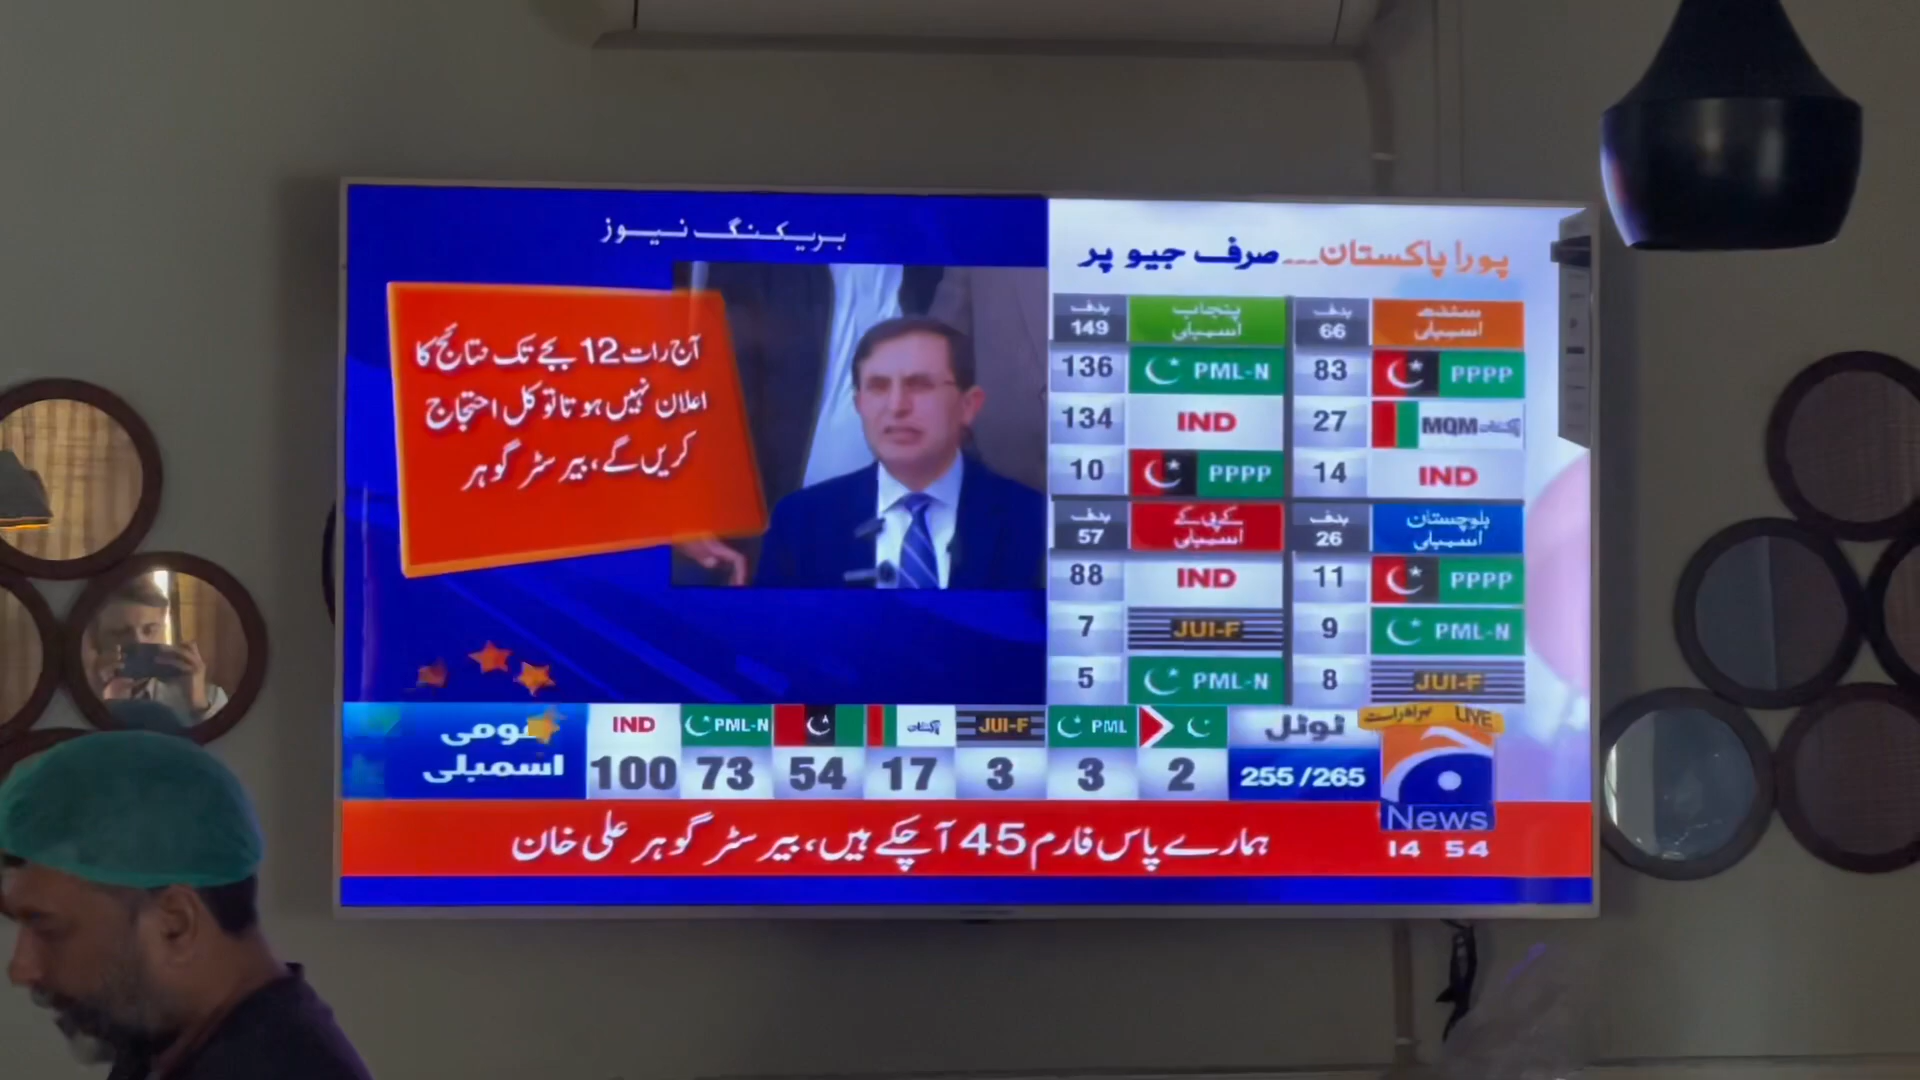 بریکنگ نیوز
آج رات 12 بجے تک نتائج کا
اعلان نہیں ہوتا تو کل احتجاج
کریں گے، بیرسٹر گوہر
پورا پاکستان...صرف جیو پر
ہدف 149 پنجاب اسمبلی
136 PML-N
134 IND
10 PPPP
ہدف 66 سندھ اسمبلی
83 PPPP
27 MQM پاکستان
14 IND
ہدف 57 کے پی کے اسمبلی
88 IND
7 JUI-F
5 PML-N
ہدف 26 بلوچستان اسمبلی
11 PPPP
9 PML-N
8 JUI-F
قومی اسمبلی
IND PML-N پاکستان JUI-F PML ٹوٹل
100 73 54 17 3 3 2 255/265
براہ راست LIVE
News
14 54
ہمارے پاس فارم 45 آ چکے ہیں، بیرسٹر گوہر علی خان